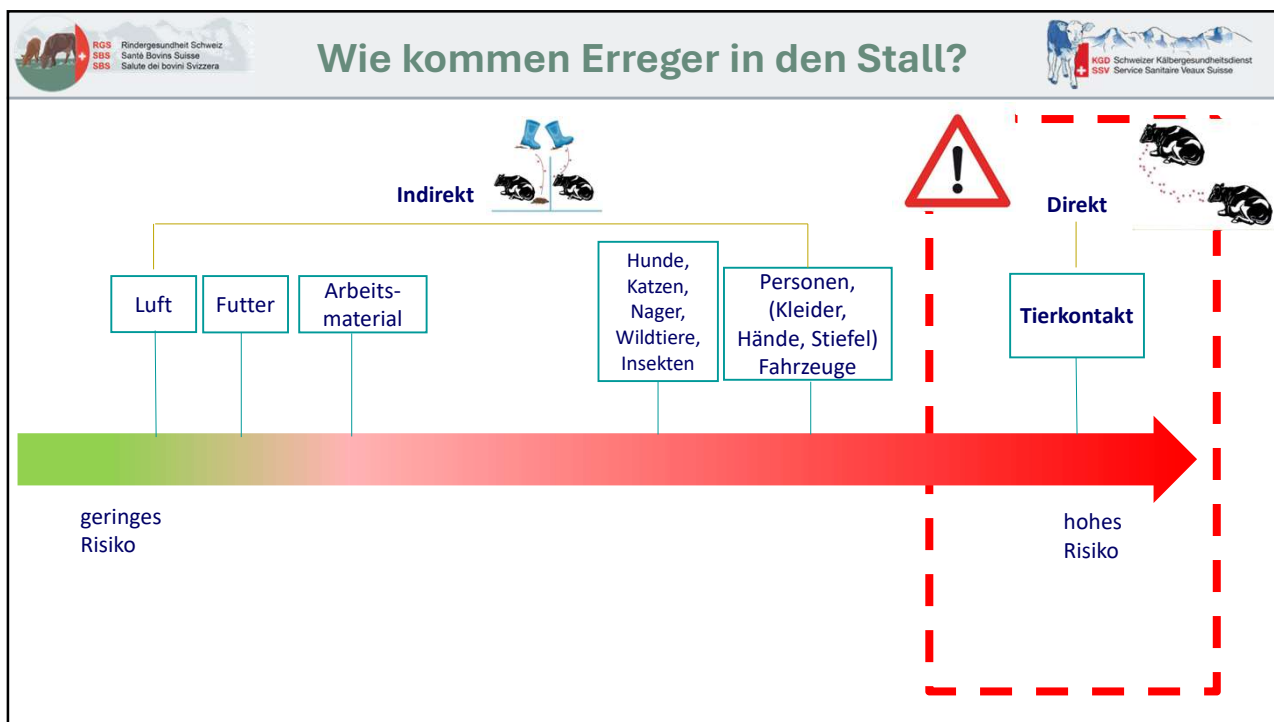 RGS Rindergesundheit Schweiz
SBS Santé Bovins Suisse
SBS Salute dei bovini Svizzera
Wie kommen Erreger in den Stall?
KGD Schweizer Kälbergesundheitsdienst
SSV Service Sanitaire Veaux Suisse
Indirekt
Direkt
Luft
Futter
Arbeits-
material
Hunde,
Katzen,
Nager,
Wildtiere,
Insekten
Personen,
(Kleider,
Hände, Stiefel)
Fahrzeuge
Tierkontakt
geringes
Risiko
hohes
Risiko